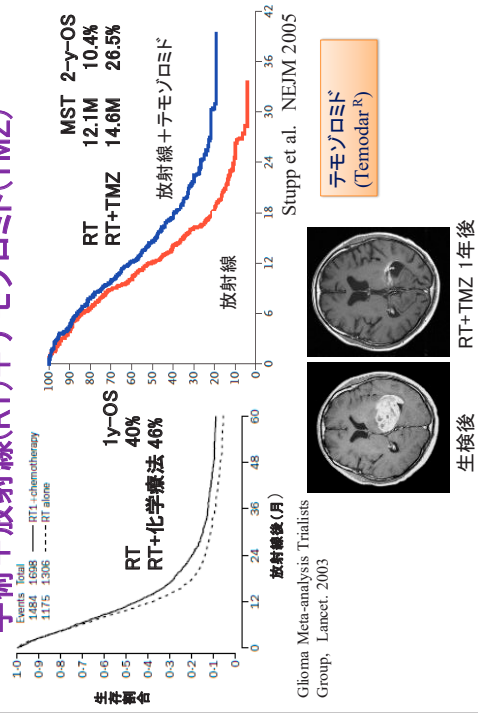 手術＋放射線(RT)＋テモゾロミド(TMZ)
Events Total
1484 1698 RT1+chemotherapy
1175 1306 RT alone
1·0
0·9
0·8
0·7
0·6
0·5
0·4
0·3
0·2
0·1
0
生存割合
1y-OS
RT 40%
RT+化学療法 46%
0 12 24 36 48 60
放射線後(月)
Glioma Meta-analysis Trialists
Group, Lancet. 2003
100
90
80
70
60
50
40
30
20
10
0
MST 2-y-OS
RT 12.1M 10.4%
RT+TMZ 14.6M 26.5%
放射線＋テモゾロミド
放射線
0 6 12 18 24 30 36 42
Stupp et al. NEJM 2005
テモゾロミド
(Temodar R)
生検後
RT+TMZ 1年後